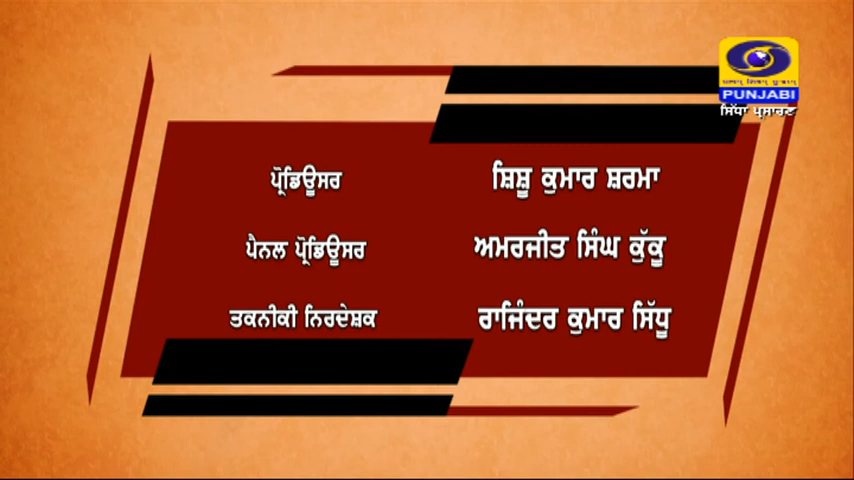 PUNJABI
ਸਿੱਧਾ ਪ੍ਰਸਾਰਣ
ਪ੍ਰੋਡਿਊਸਰ ਸ਼ਿਸ਼ੂ ਕੁਮਾਰ ਸ਼ਰਮਾ
ਪੈਨਲ ਪ੍ਰੋਡਿਊਸਰ ਅਮਰਜੀਤ ਸਿੰਘ ਕੁੱਕੂ
ਤਕਨੀਕੀ ਨਿਰਦੇਸ਼ਕ ਰਾਜਿੰਦਰ ਕੁਮਾਰ ਸਿੱਧੂ